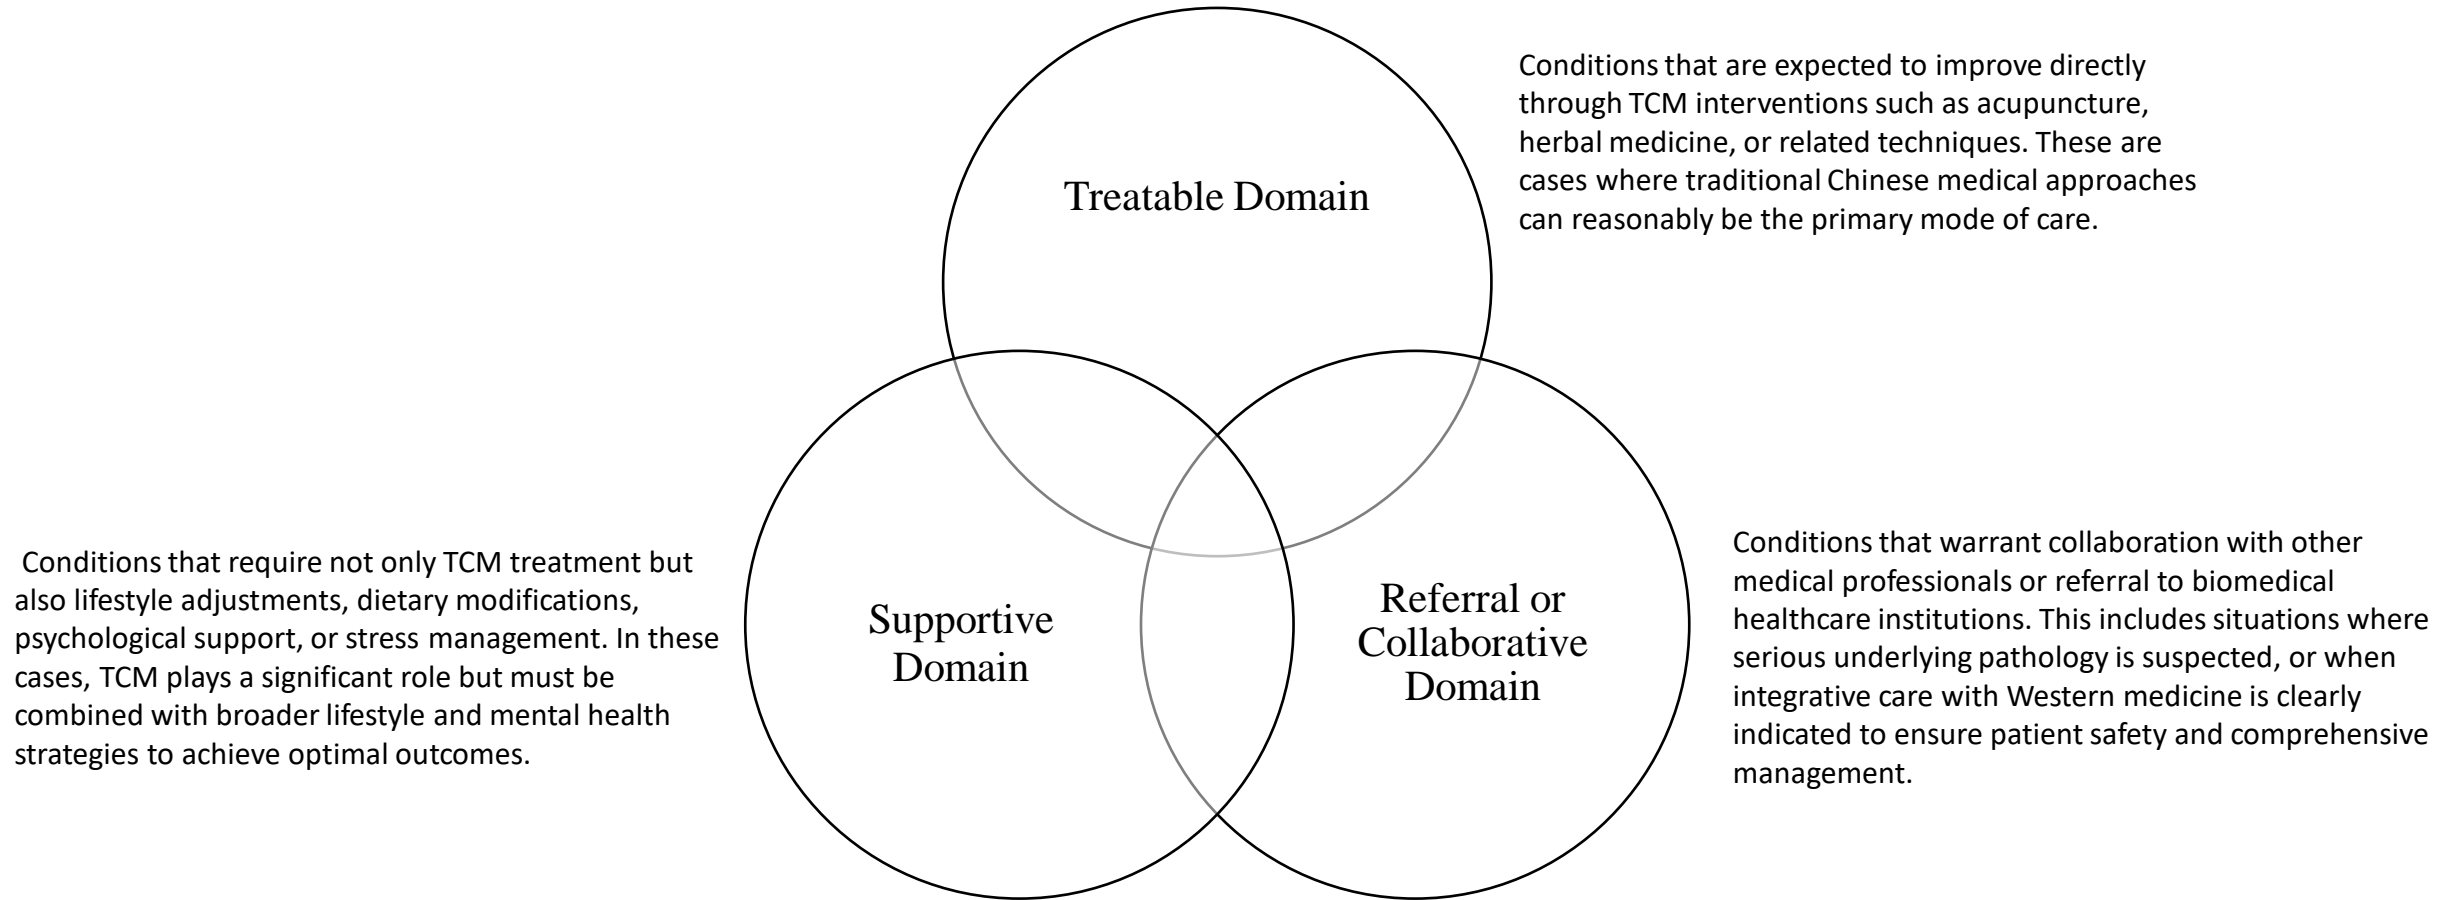 Treatable Domain
Conditions that are expected to improve directly
through TCM interventions such as acupuncture,
herbal medicine, or related techniques. These are
cases where traditional Chinese medical approaches
can reasonably be the primary mode of care.
Conditions that require not only TCM treatment but
also lifestyle adjustments, dietary modifications,
psychological support, or stress management. In these
cases, TCM plays a significant role but must be
combined with broader lifestyle and mental health
strategies to achieve optimal outcomes.
Supportive
Domain
Referral or
Collaborative
Domain
Conditions that warrant collaboration with other
medical professionals or referral to biomedical
healthcare institutions. This includes situations where
serious underlying pathology is suspected, or when
integrative care with Western medicine is clearly
indicated to ensure patient safety and comprehensive
management.